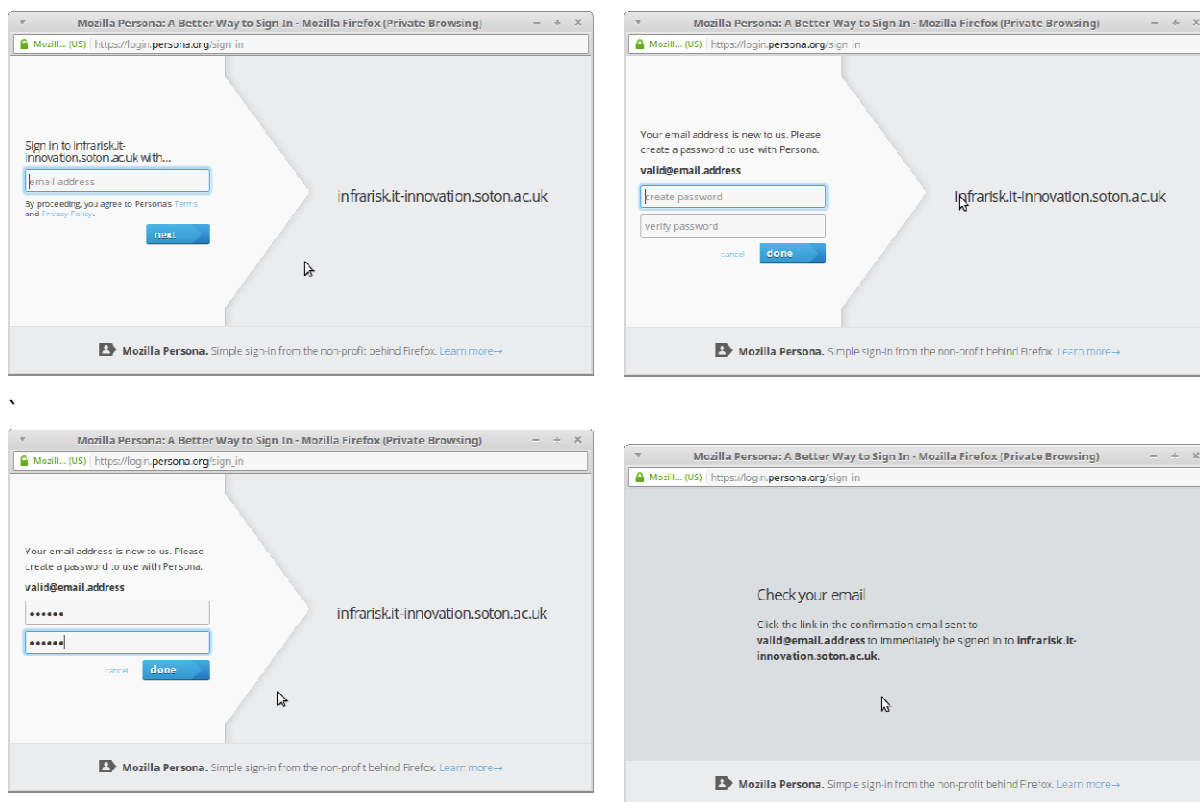 Mozilla Persona: A Better Way to Sign In - Mozilla Firefox (Private Browsing)
Mozill... (US) https://login.persona.org/sign_in
Sign in to infrarisk.it-
innovation.soton.ac.uk with...
email address
By proceeding, you agree to Persona's Terms
and Privacy Policy.
next
infrarisk.it-innovation.soton.ac.uk
Mozilla Persona. Simple sign-in from the non-profit behind Firefox. Learn more→
Mozilla Persona: A Better Way to Sign In - Mozilla Firefox (Private Browsing)
Mozill... (US) https://login.persona.org/sign_in
Your email address is new to us. Please
create a password to use with Persona.
valid@email.address
create password
verify password
cancel done
infrarisk.it-innovation.soton.ac.uk
Mozilla Persona. Simple sign-in from the non-profit behind Firefox. Learn more→
`
Mozilla Persona: A Better Way to Sign In - Mozilla Firefox (Private Browsing)
Mozill... (US) https://login.persona.org/sign_in
Your email address is new to us. Please
create a password to use with Persona.
valid@email.address
••••••
••••••
cancel done
infrarisk.it-innovation.soton.ac.uk
Mozilla Persona. Simple sign-in from the non-profit behind Firefox. Learn more→
Mozilla Persona: A Better Way to Sign In - Mozilla Firefox (Private Browsing)
Mozill... (US) https://login.persona.org/sign_in
Check your email
Click the link in the confirmation email sent to
valid@email.address to immediately be signed in to infrarisk.it-
innovation.soton.ac.uk.
Mozilla Persona. Simple sign-in from the non-profit behind Firefox. Learn more→